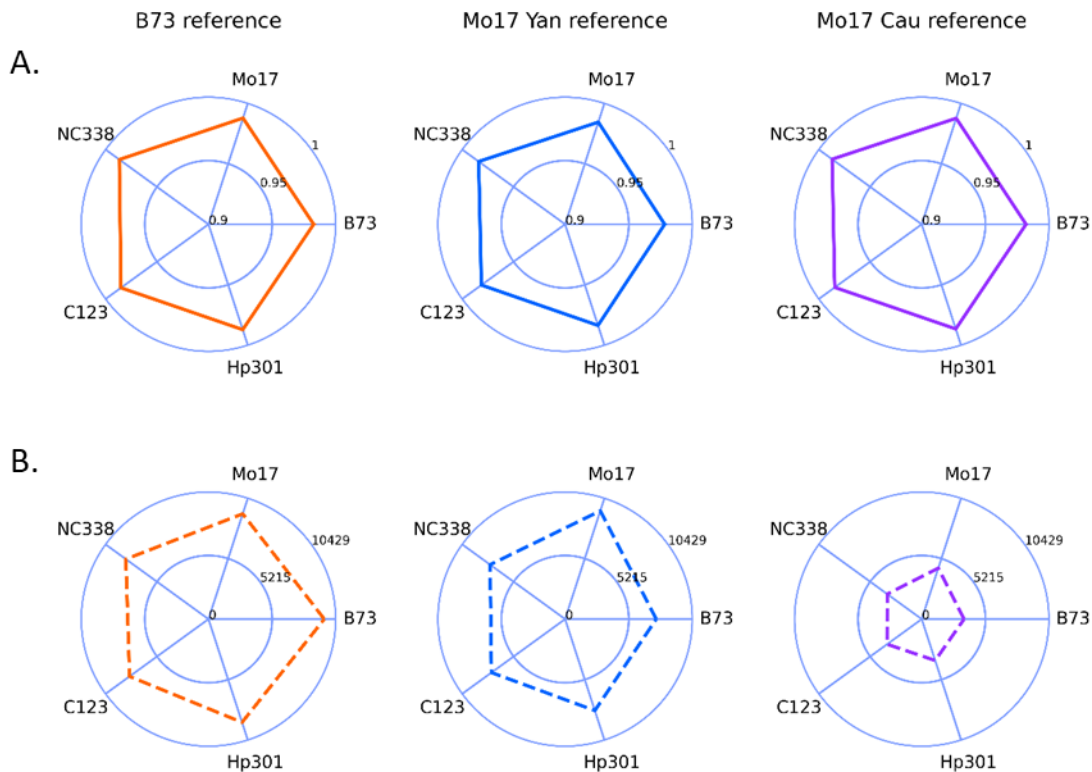 B73 reference Mo17 Yan reference Mo17 Cau reference
A.
Mo17 Mo17 Mo17
NC338 1 NC338 1 NC338 1
0.95 0.95 0.95
0.9 B73 0.9 B73 0.9 B73
C123 C123 C123
Hp301 Hp301 Hp301
B.
Mo17 Mo17 Mo17
NC338 10429 NC338 10429 NC338 10429
5215 5215 5215
0 B73 0 B73 0 B73
C123 C123 C123
Hp301 Hp301 Hp301